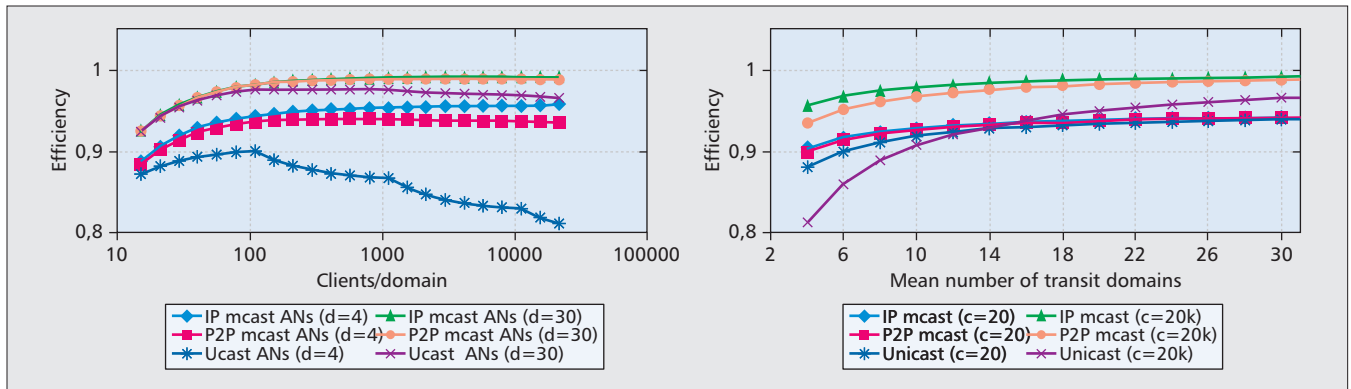 1
0,9
0,8
Efficiency
10 100 1000 10000 100000
Clients/domain
IP mcast ANs (d=4) IP mcast ANs (d=30)
P2P mcast ANs (d=4) P2P mcast ANs (d=30)
Ucast ANs (d=4) Ucast ANs (d=30)
1
0,9
0,8
Efficiency
2 6 10 14 18 22 26 30
Mean number of transit domains
IP mcast (c=20) IP mcast (c=20k)
P2P mcast (c=20) P2P mcast (c=20k)
Unicast (c=20) Unicast (c=20k)